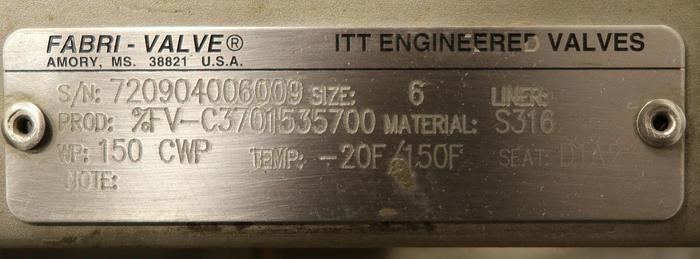 FABRI - VALVE® ITT ENGINEERED VALVES
AMORY, MS. 38821 U.S.A.
S/N: 720904006009 SIZE: 6 LINER:
PROD: %FV-C3701535700 MATERIAL: S316
WP: 150 CWP TEMP: -20F/150F SEAT:
NOTE: